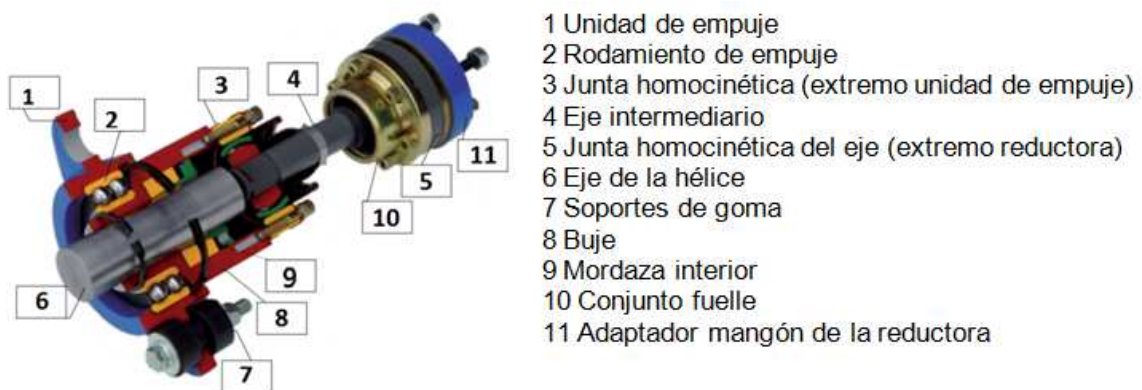 1 Unidad de empuje
2 Rodamiento de empuje
3 Junta homocinética (extremo unidad de empuje)
4 Eje intermediario
5 Junta homocinética del eje (extremo reductora)
6 Eje de la hélice
7 Soportes de goma
8 Buje
9 Mordaza interior
10 Conjunto fuelle
11 Adaptador mangón de la reductora
1
2
3
4
11
5
10
9
6
8
7